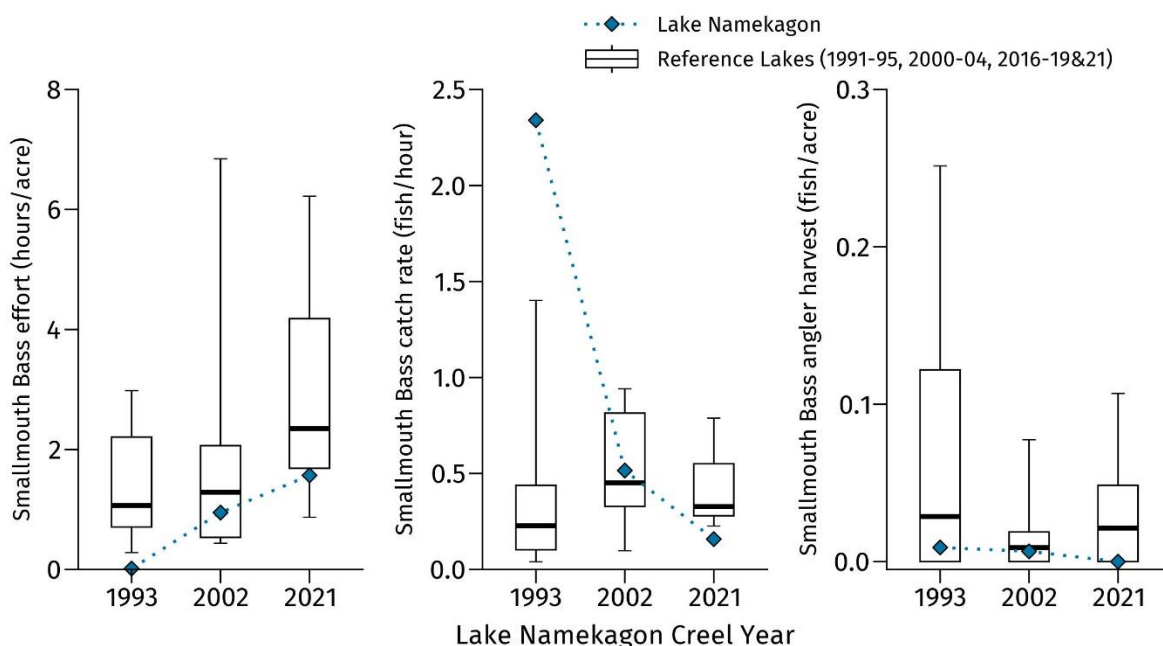 Lake Namekagon
Reference Lakes (1991-95, 2000-04, 2016-19&21)
Smallmouth Bass effort (hours/acre)
8
6
4
2
0
1993 2002 2021
Smallmouth Bass catch rate (fish/hour)
2.5
2.0
1.5
1.0
0.5
0.0
1993 2002 2021
Smallmouth Bass angler harvest (fish/acre)
0.3
0.2
0.1
0.0
1993 2002 2021
Lake Namekagon Creel Year